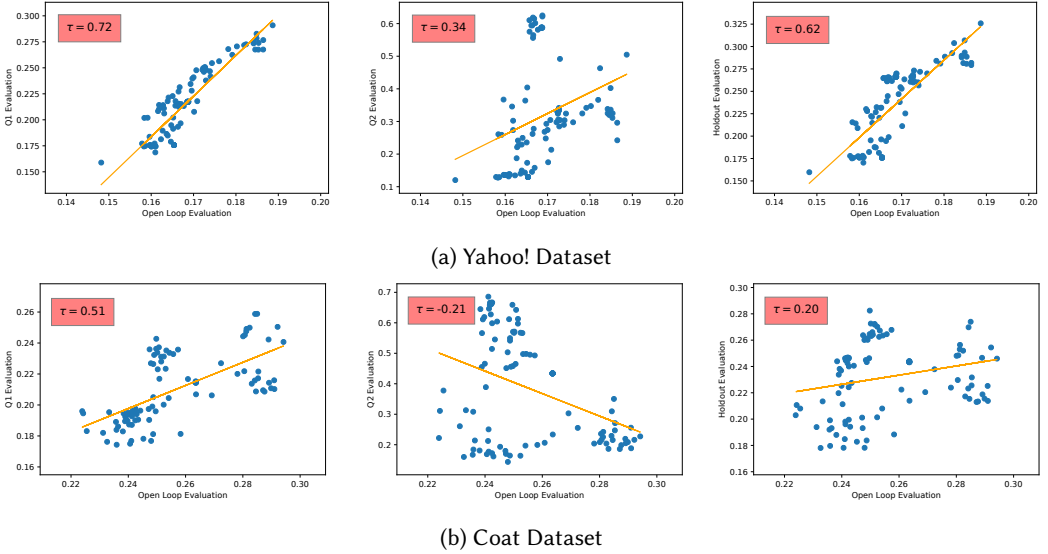 τ = 0.72
Q1 Evaluation
0.300
0.275
0.250
0.225
0.200
0.175
0.150
0.14 0.15 0.16 0.17 0.18 0.19 0.20
Open Loop Evaluation
τ = 0.34
Q2 Evaluation
0.6
0.5
0.4
0.3
0.2
0.1
0.14 0.15 0.16 0.17 0.18 0.19 0.20
Open Loop Evaluation
τ = 0.62
Holdout Evaluation
0.325
0.300
0.275
0.250
0.225
0.200
0.175
0.150
0.14 0.15 0.16 0.17 0.18 0.19 0.20
Open Loop Evaluation
(a) Yahoo! Dataset
τ = 0.51
Q1 Evaluation
0.26
0.24
0.22
0.20
0.18
0.16
0.22 0.24 0.26 0.28 0.30
Open Loop Evaluation
τ = -0.21
Q2 Evaluation
0.7
0.6
0.5
0.4
0.3
0.2
0.22 0.24 0.26 0.28 0.30
Open Loop Evaluation
τ = 0.20
Holdout Evaluation
0.30
0.28
0.26
0.24
0.22
0.20
0.18
0.16
0.22 0.24 0.26 0.28 0.30
Open Loop Evaluation
(b) Coat Dataset